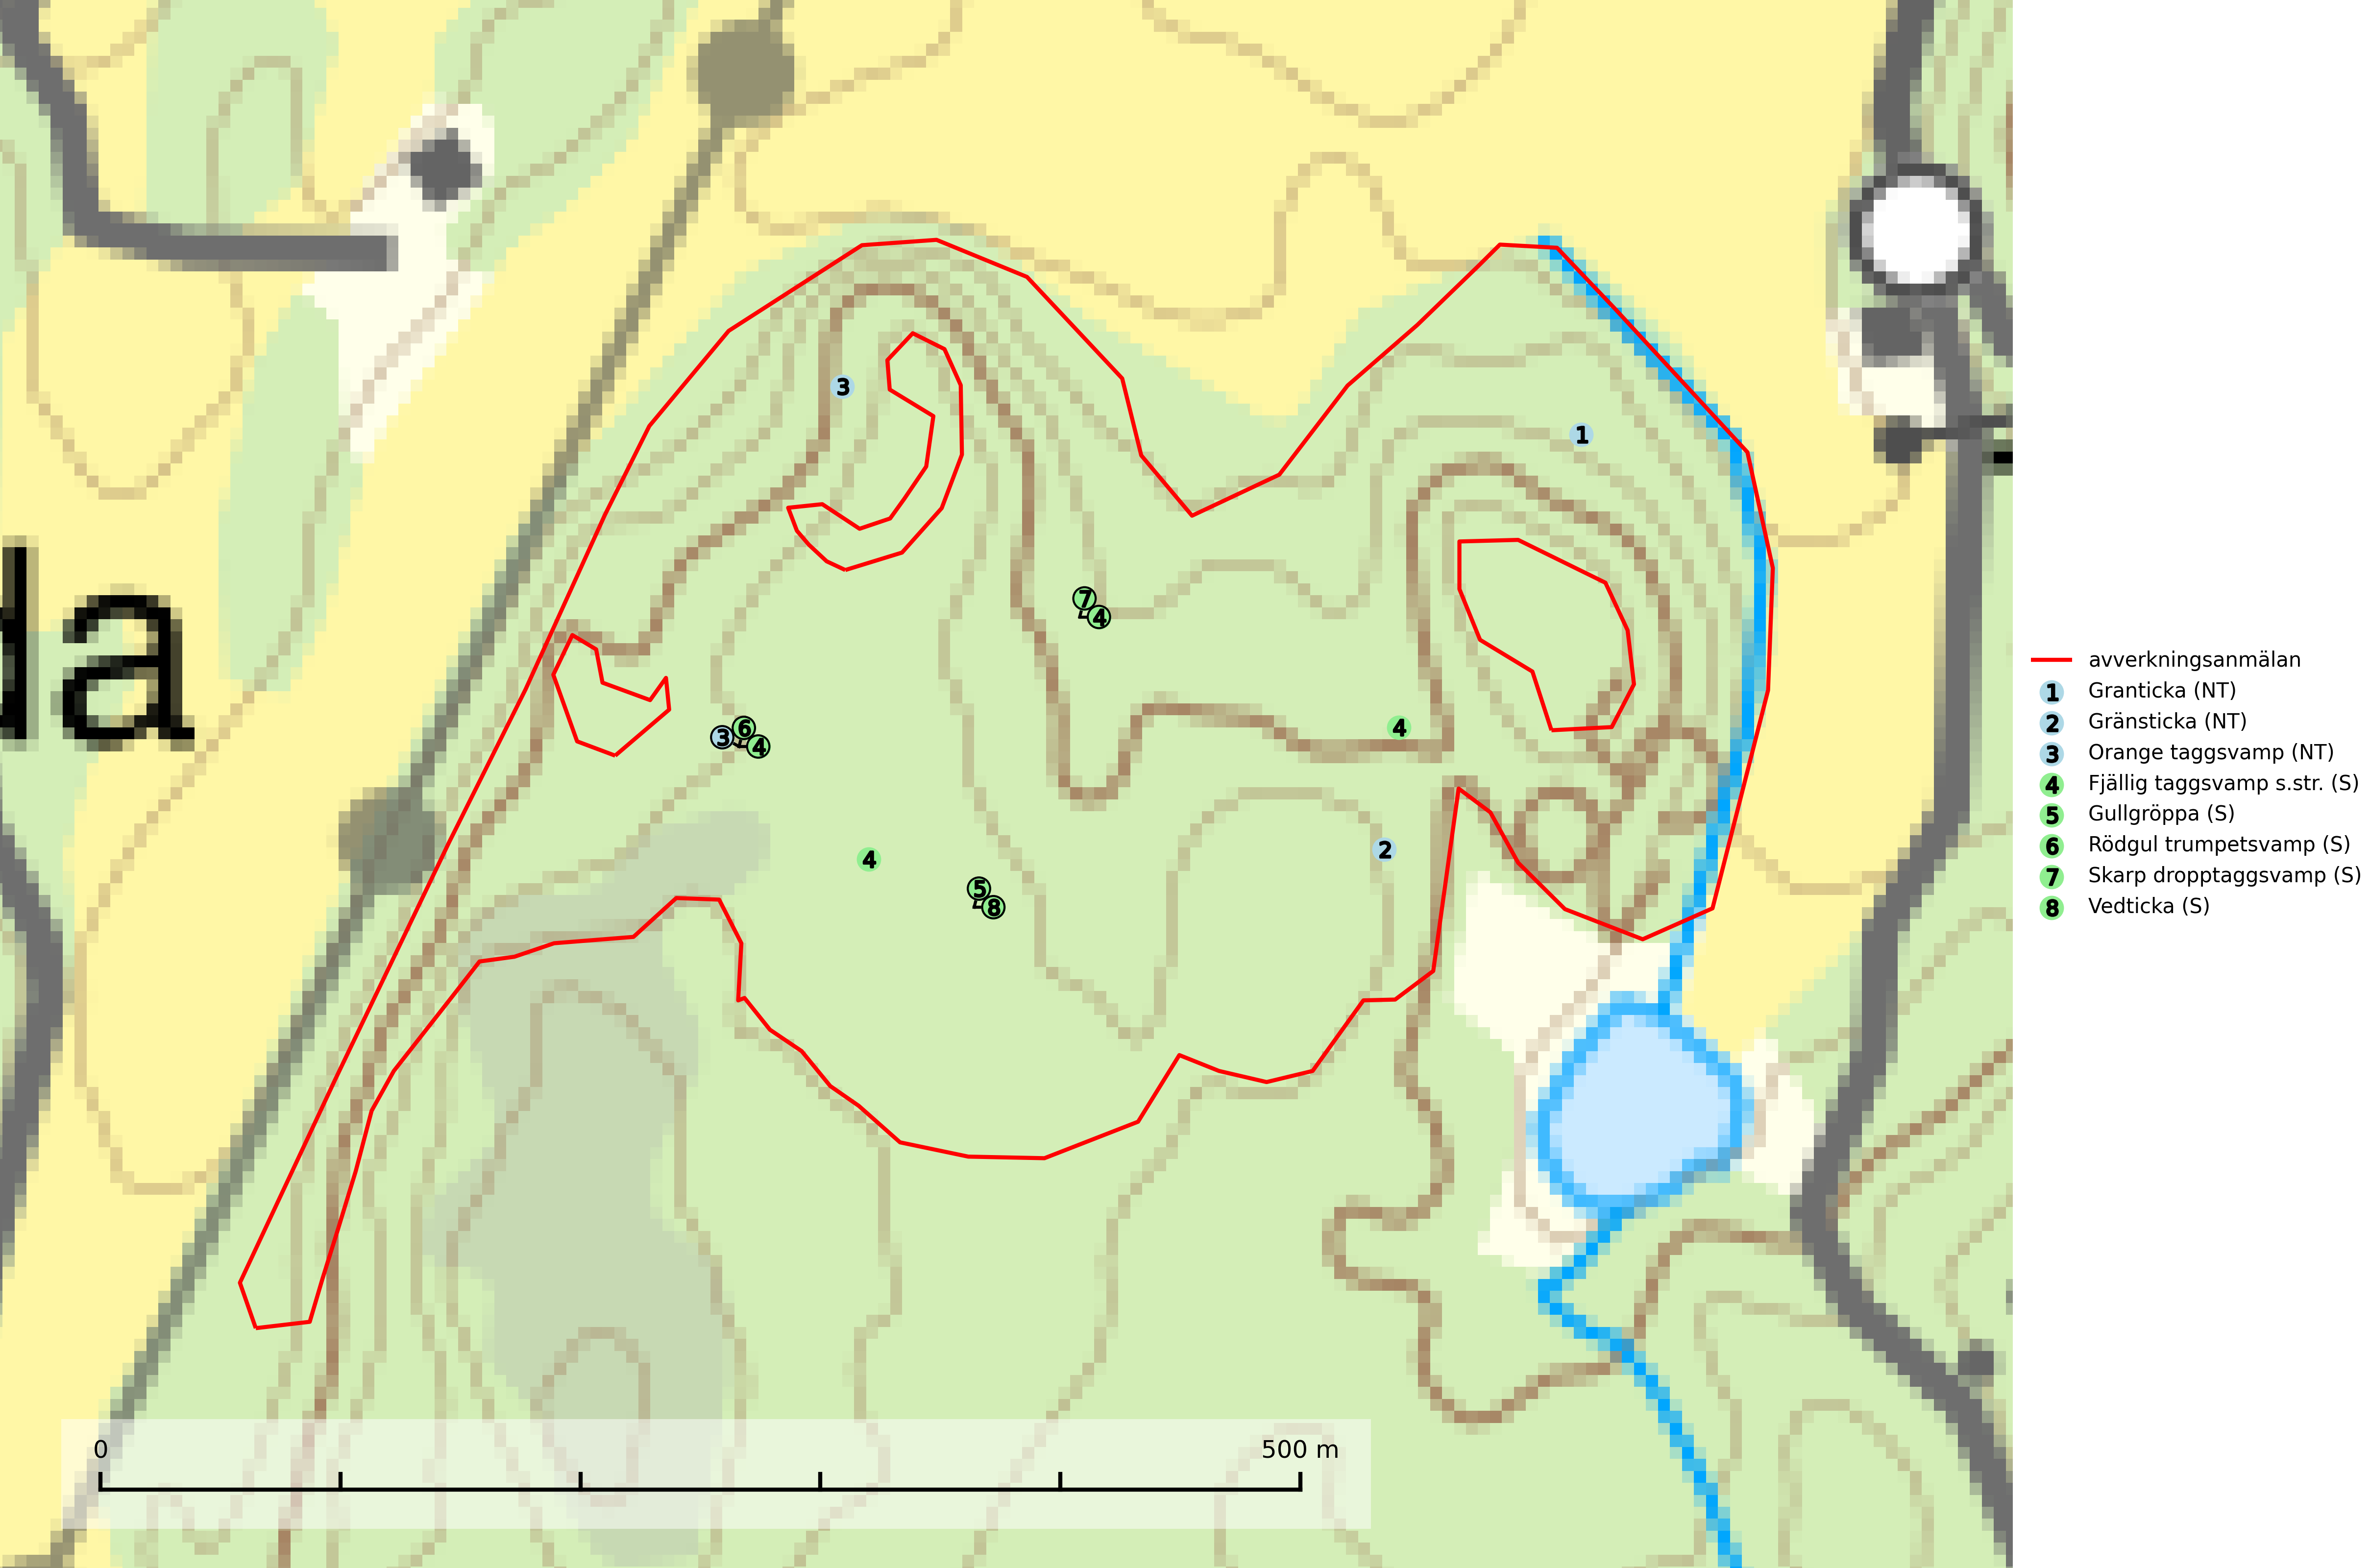 3
1
7
4
la
4
6
3
4
2
4
5
8
avverkningsanmälan
1 Granticka (NT)
2 Gränsticka (NT)
3 Orange taggsvamp (NT)
4 Fjällig taggsvamp s.str. (S)
5 Gullgröppa (S)
6 Rödgul trumpetsvamp (S)
7 Skarp dropptaggsvamp (S)
8 Vedticka (S)
0 500 m